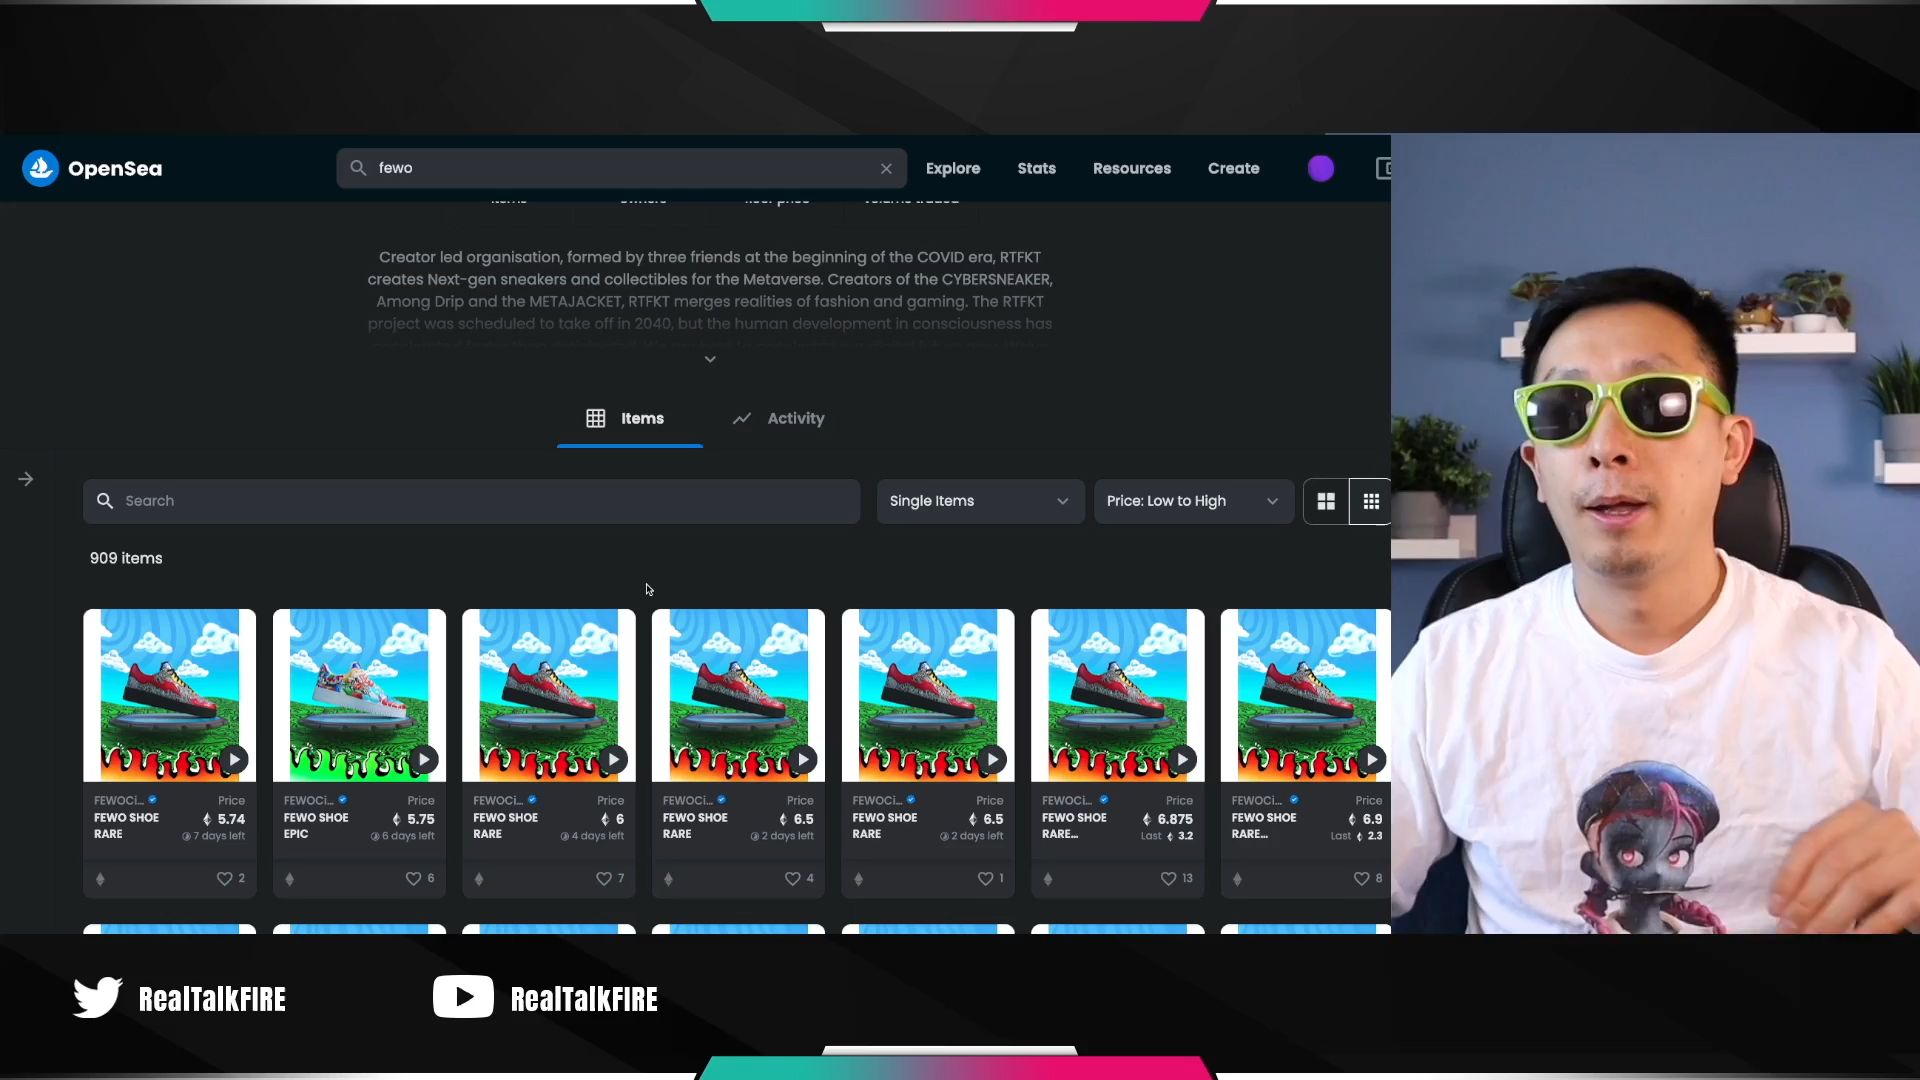 OpenSea
fewo
Explore
Stats
Resources
Create
Items
owners
floor price
volume traded
Creator led organisation, formed by three friends at the beginning of the COVID era, RTFKT
creates Next-gen sneakers and collectibles for the Metaverse. Creators of the CYBERSNEAKER,
Among Drip and the METAJACKET, RTFKT merges realities of fashion and gaming. The RTFKT
project was scheduled to take off in 2040, but the human development in consciousness has
Items
Activity
Search
Single Items
Price: Low to High
909 items
FEWOCi... Price
FEWO SHOE 5.74
RARE 7 days left
2
FEWOCi... Price
FEWO SHOE 5.75
EPIC 6 days left
6
FEWOCi... Price
FEWO SHOE 6
RARE 4 days left
7
FEWOCi... Price
FEWO SHOE 6.5
RARE 2 days left
4
FEWOCi... Price
FEWO SHOE 6.5
RARE 2 days left
1
FEWOCi... Price
FEWO SHOE 6.875
RARE... Last 3.2
13
FEWOCi... Price
FEWO SHOE 6.9
RARE... Last 2.3
8
RealTalkFIRE
RealTalkFIRE